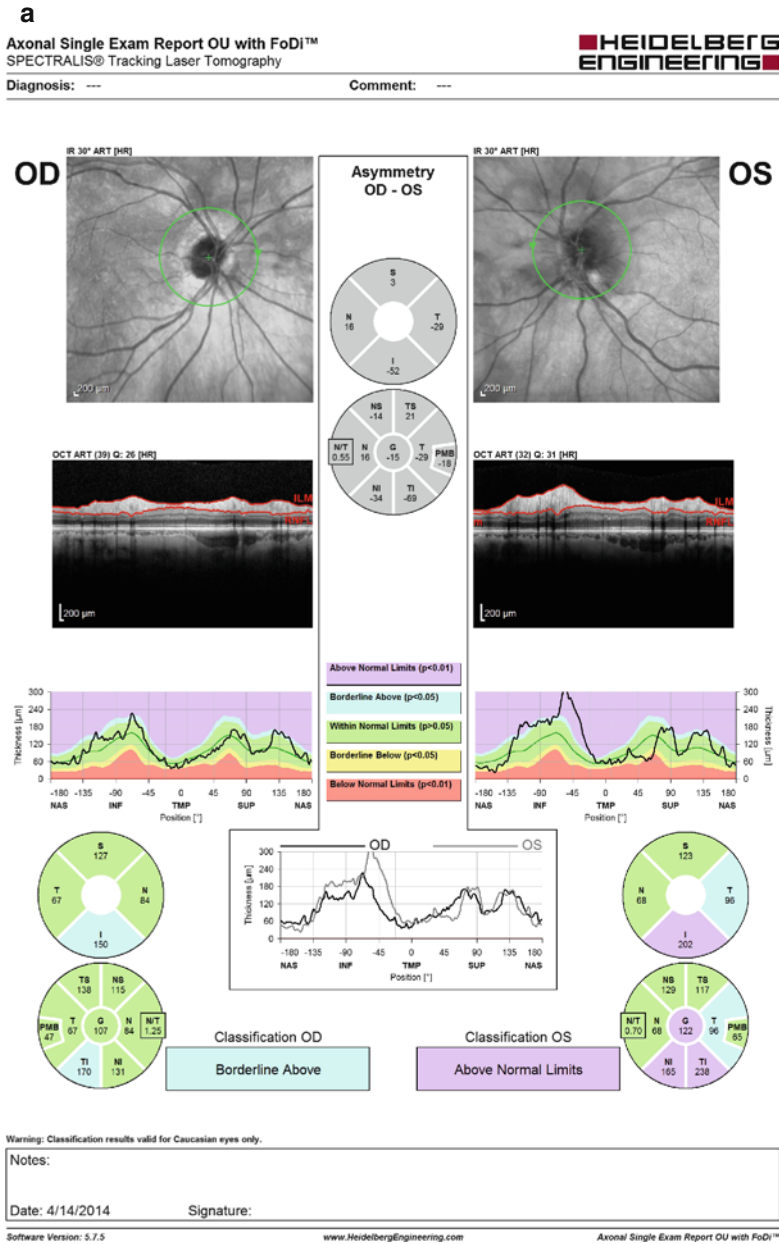 a
Axonal Single Exam Report OU with FoDi™
SPECTRALIS® Tracking Laser Tomography
HEIDELBERG
ENGINEERING
Diagnosis: ---
Comment: ---
IR 30° ART [HR]
IR 30° ART [HR]
OD
OS
Asymmetry
OD - OS
200 µm
200 µm
S
3
N
16
T
-29
I
-52
NS
-14
TS
21
N/T
0.55
N
16
G
-15
T
-29
PMB
-18
NI
-34
TI
-69
OCT ART (39) Q: 26 [HR]
OCT ART (32) Q: 31 [HR]
ILM
RNFL
ILM
RNFL
200 µm
200 µm
Above Normal Limits (p<0.01)
Borderline Above (p<0.05)
Within Normal Limits (p>0.05)
Borderline Below (p<0.05)
Below Normal Limits (p<0.01)
Thickness [µm]
300
240
180
120
60
0
-180 -135 -90 -45 0 45 90 135 180
NAS INF TMP SUP NAS
Position [°]
300
240
180
120
60
0
Thickness [µm]
-180 -135 -90 -45 0 45 90 135 180
NAS INF TMP SUP NAS
Position [°]
OD
OS
Thickness [µm]
300
240
180
120
60
0
-180 -135 -90 -45 0 45 90 135 180
NAS INF TMP SUP NAS
Position [°]
S
127
T
67
N
84
I
150
S
123
N
68
T
96
I
202
TS
138
NS
115
PMB
47
T
67
G
107
N
84
N/T
1.25
TI
170
NI
131
NS
129
TS
117
N/T
0.70
N
68
G
122
T
96
PMB
65
NI
165
TI
238
Classification OD
Borderline Above
Classification OS
Above Normal Limits
Warning: Classification results valid for Caucasian eyes only.
Notes:
Date: 4/14/2014
Signature:
Software Version: 5.7.5
www.HeidelbergEngineering.com
Axonal Single Exam Report OU with FoDi™